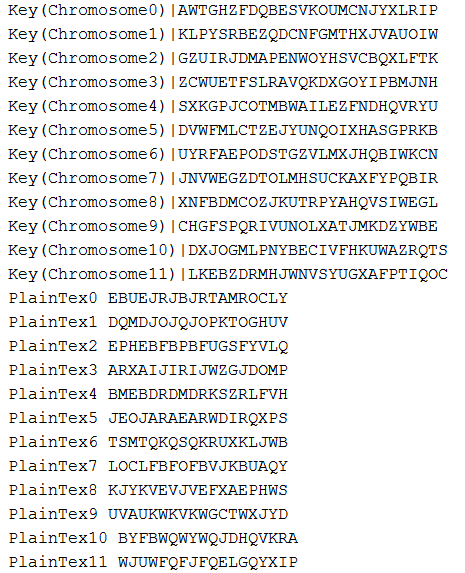 Key(Chromosome0)|AWTGHZFDQBESVKOUMCNJYXLRIP
Key(Chromosome1)|KLPYSRBEZQDCNFGMTHXJVAUOIW
Key(Chromosome2)|GZUIRJDMAPENWOYHSVCBQXLFTK
Key(Chromosome3)|ZCWUETFSLRAVQKDXGOYIPBMJNH
Key(Chromosome4)|SXKGPJCOTMBWAILEZFNDHQVRYU
Key(Chromosome5)|DVWFMLCTZEJYUNQOIXHASGPRKB
Key(Chromosome6)|UYRFAEPODSTGZVLMXJHQBIWKCN
Key(Chromosome7)|JNVWEGZDTOLMHSUCKAXFYPQBIR
Key(Chromosome8)|XNFBDMCOZJKUTRPYAHQVSIWEGL
Key(Chromosome9)|CHGFSPQRIVUNOLXATJMKDZYWBE
Key(Chromosome10)|DXJOGMLPNYBECIVFHKUWAZRQTS
Key(Chromosome11)|LKEBZDRMHJWNVSYUGXAFPTIQOC
PlainTex0 EBUEJRJBJRTAMROCLY
PlainTex1 DQMDJOJQJOPKTOGHUV
PlainTex2 EPHEBFBPBFUGSFYVLQ
PlainTex3 ARXAIJIRIJWZGJDOMP
PlainTex4 BMEBDRDMDRKSZRLFVH
PlainTex5 JEOJARAEARWDIRQXPS
PlainTex6 TSMTQKQSQKRUXKLJWB
PlainTex7 LOCLFBFOFBVJKBUAQY
PlainTex8 KJYKVEVJVEFXAEPHWS
PlainTex9 UVAUKWKVKWGCTWXJYD
PlainTex10 BYFBWQWYWQJDHQVKRA
PlainTex11 WJUWFQFJFQELGQYXIP